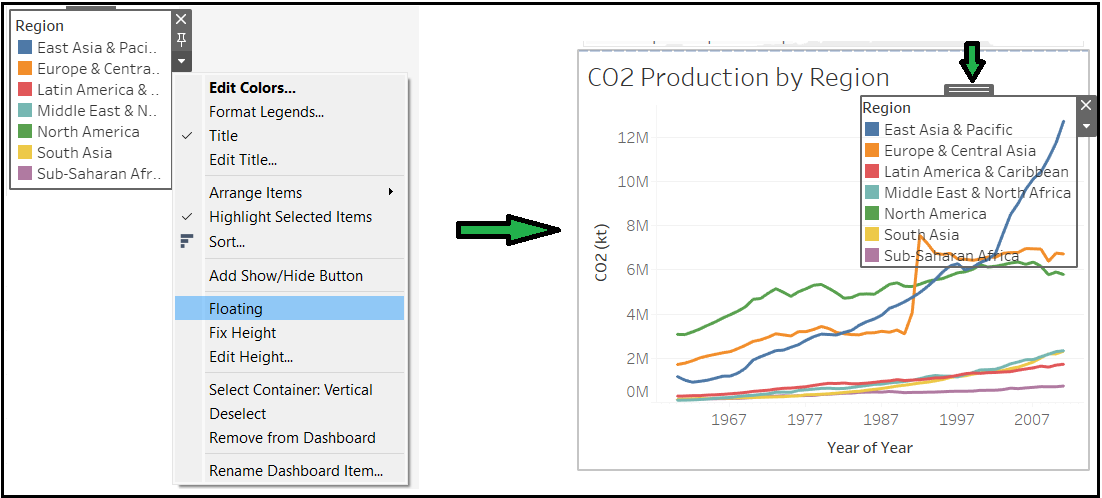 Region
East Asia & Paci..
Europe & Centra..
Latin America & ..
Middle East & N..
North America
South Asia
Sub-Saharan Afr..
Edit Colors...
Format Legends...
Title
Edit Title...
Arrange Items
Highlight Selected Items
Sort...
Add Show/Hide Button
Floating
Fix Height
Edit Height...
Select Container: Vertical
Deselect
Remove from Dashboard
Rename Dashboard Item...
CO2 Production by Region
Region
East Asia & Pacific
Europe & Central Asia
Latin America & Caribbean
Middle East & North Africa
North America
South Asia
Sub-Saharan Africa
CO2 (kt)
12M
10M
8M
6M
4M
2M
0M
1967 1977 1987 1997 2007
Year of Year